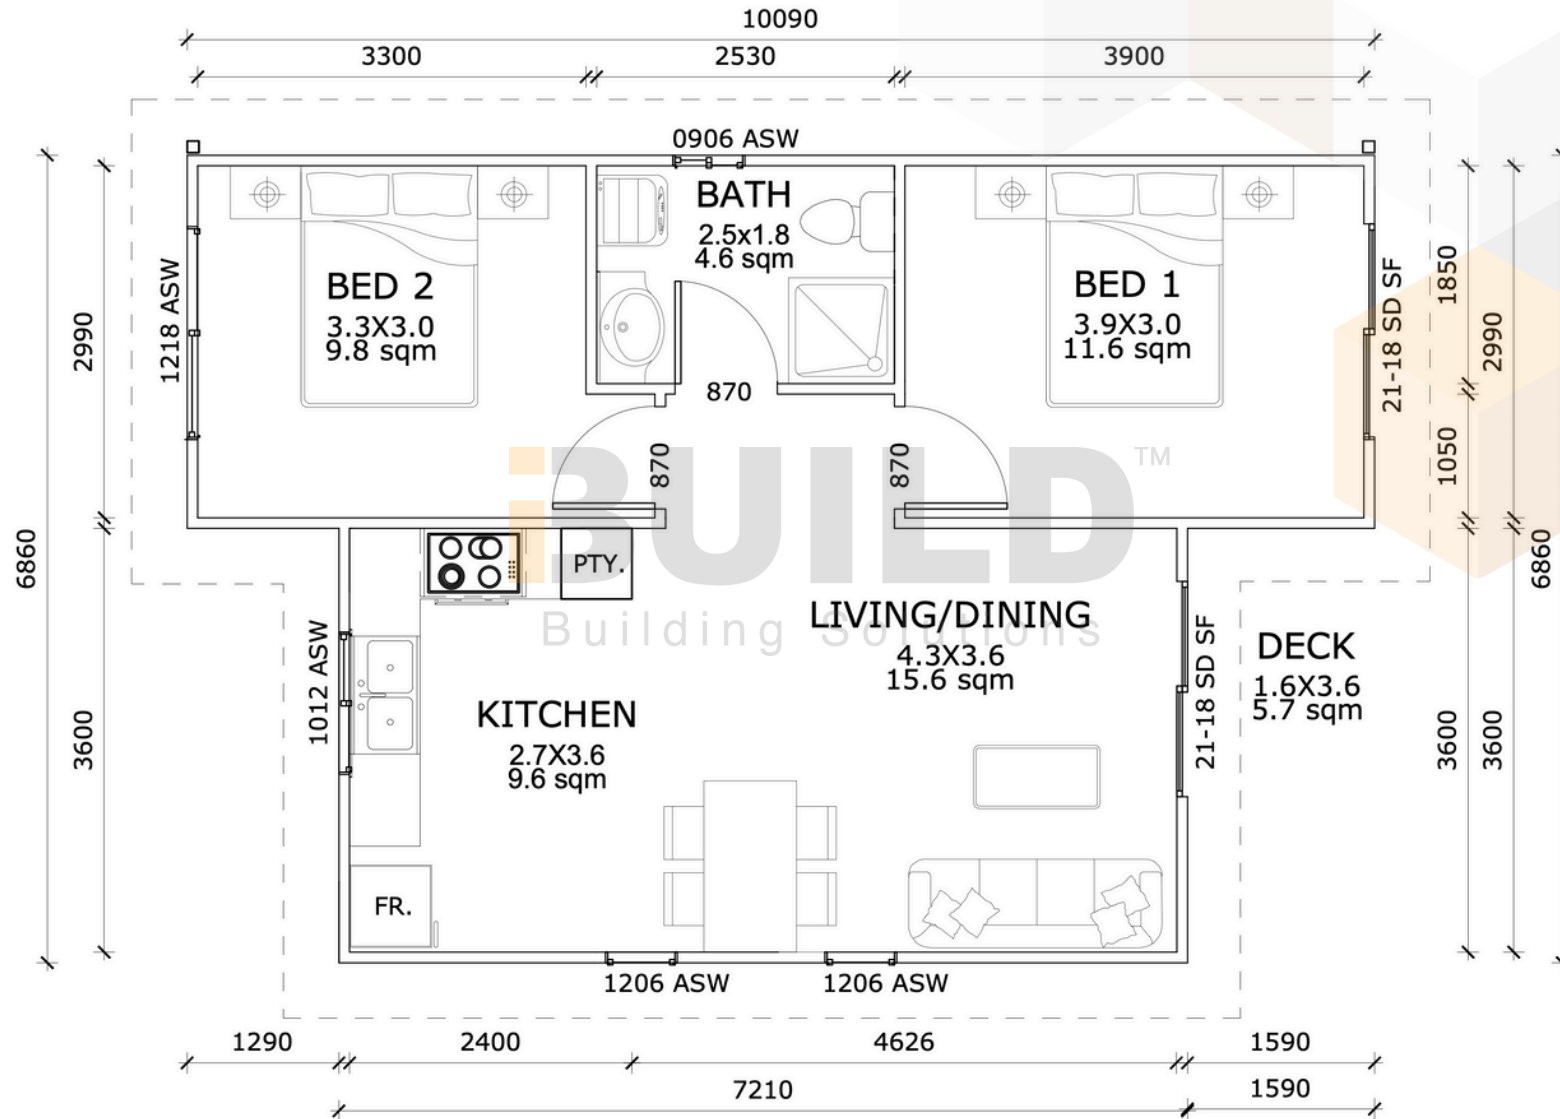 10090
3300
2530
3900
0906 ASW
BATH
2.5x1.8
4.6 sqm
BED 2
3.3X3.0
9.8 sqm
BED 1
3.9X3.0
11.6 sqm
1218 ASW
21-18 SD SF
1850
2990
2990
870
870
870
1050
iBUILD™
Building Solutions
6860
6860
PTY.
LIVING/DINING
4.3X3.6
15.6 sqm
DECK
1.6X3.6
5.7 sqm
1012 ASW
21-18 SD SF
KITCHEN
2.7X3.6
9.6 sqm
3600
3600
3600
FR.
1206 ASW
1206 ASW
1290
2400
4626
1590
7210
1590